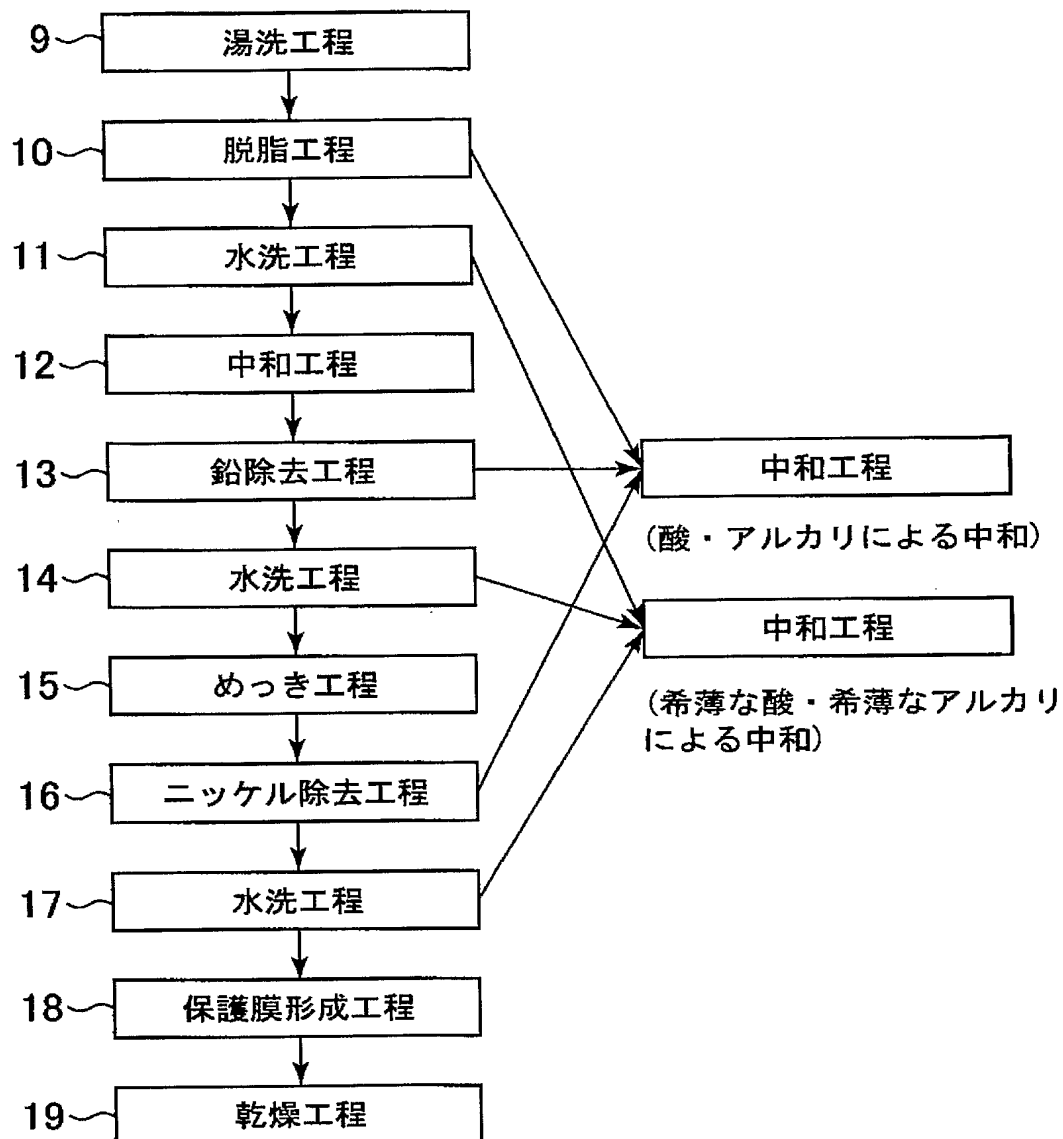 9 湯洗工程
10 脱脂工程
11 水洗工程
12 中和工程
13 鉛除去工程
14 水洗工程
15 めっき工程
16 ニッケル除去工程
17 水洗工程
18 保護膜形成工程
19 乾燥工程
中和工程
(酸・アルカリによる中和)
中和工程
(希薄な酸・希薄なアルカリ
による中和)